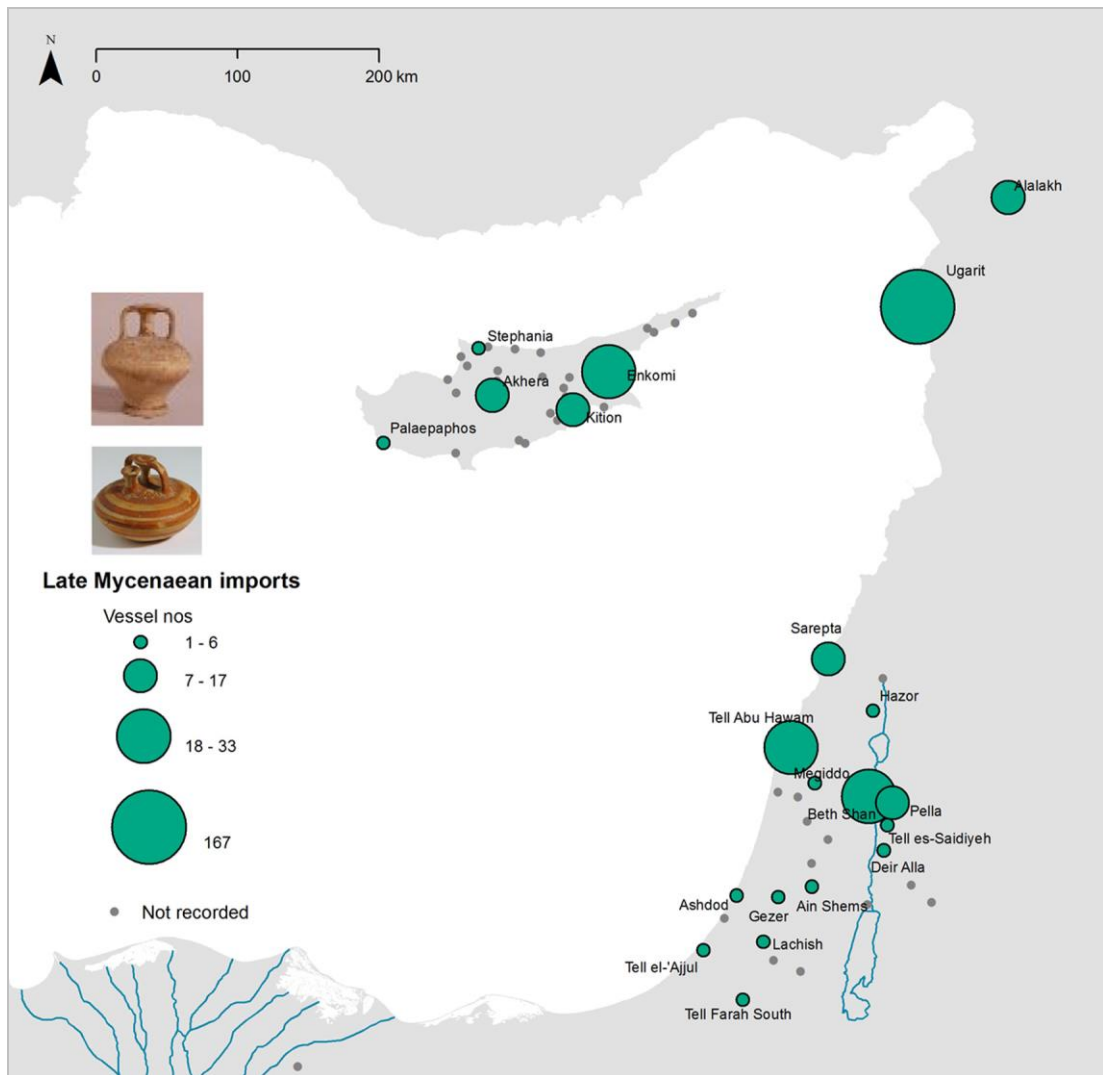 N
0 100 200 km
Alalakh
Ugarit
Stephania
Akhera
Enkomi
Kition
Palaepaphos
Late Mycenaean imports
Vessel nos
1 - 6
7 - 17
18 - 33
167
Not recorded
Sarepta
Hazor
Tell Abu Hawam
Megiddo
Beth Shan
Pella
Tell es-Saidiyeh
Deir Alla
Ashdod
Gezer
Ain Shems
Lachish
Tell el-'Ajjul
Tell Farah South